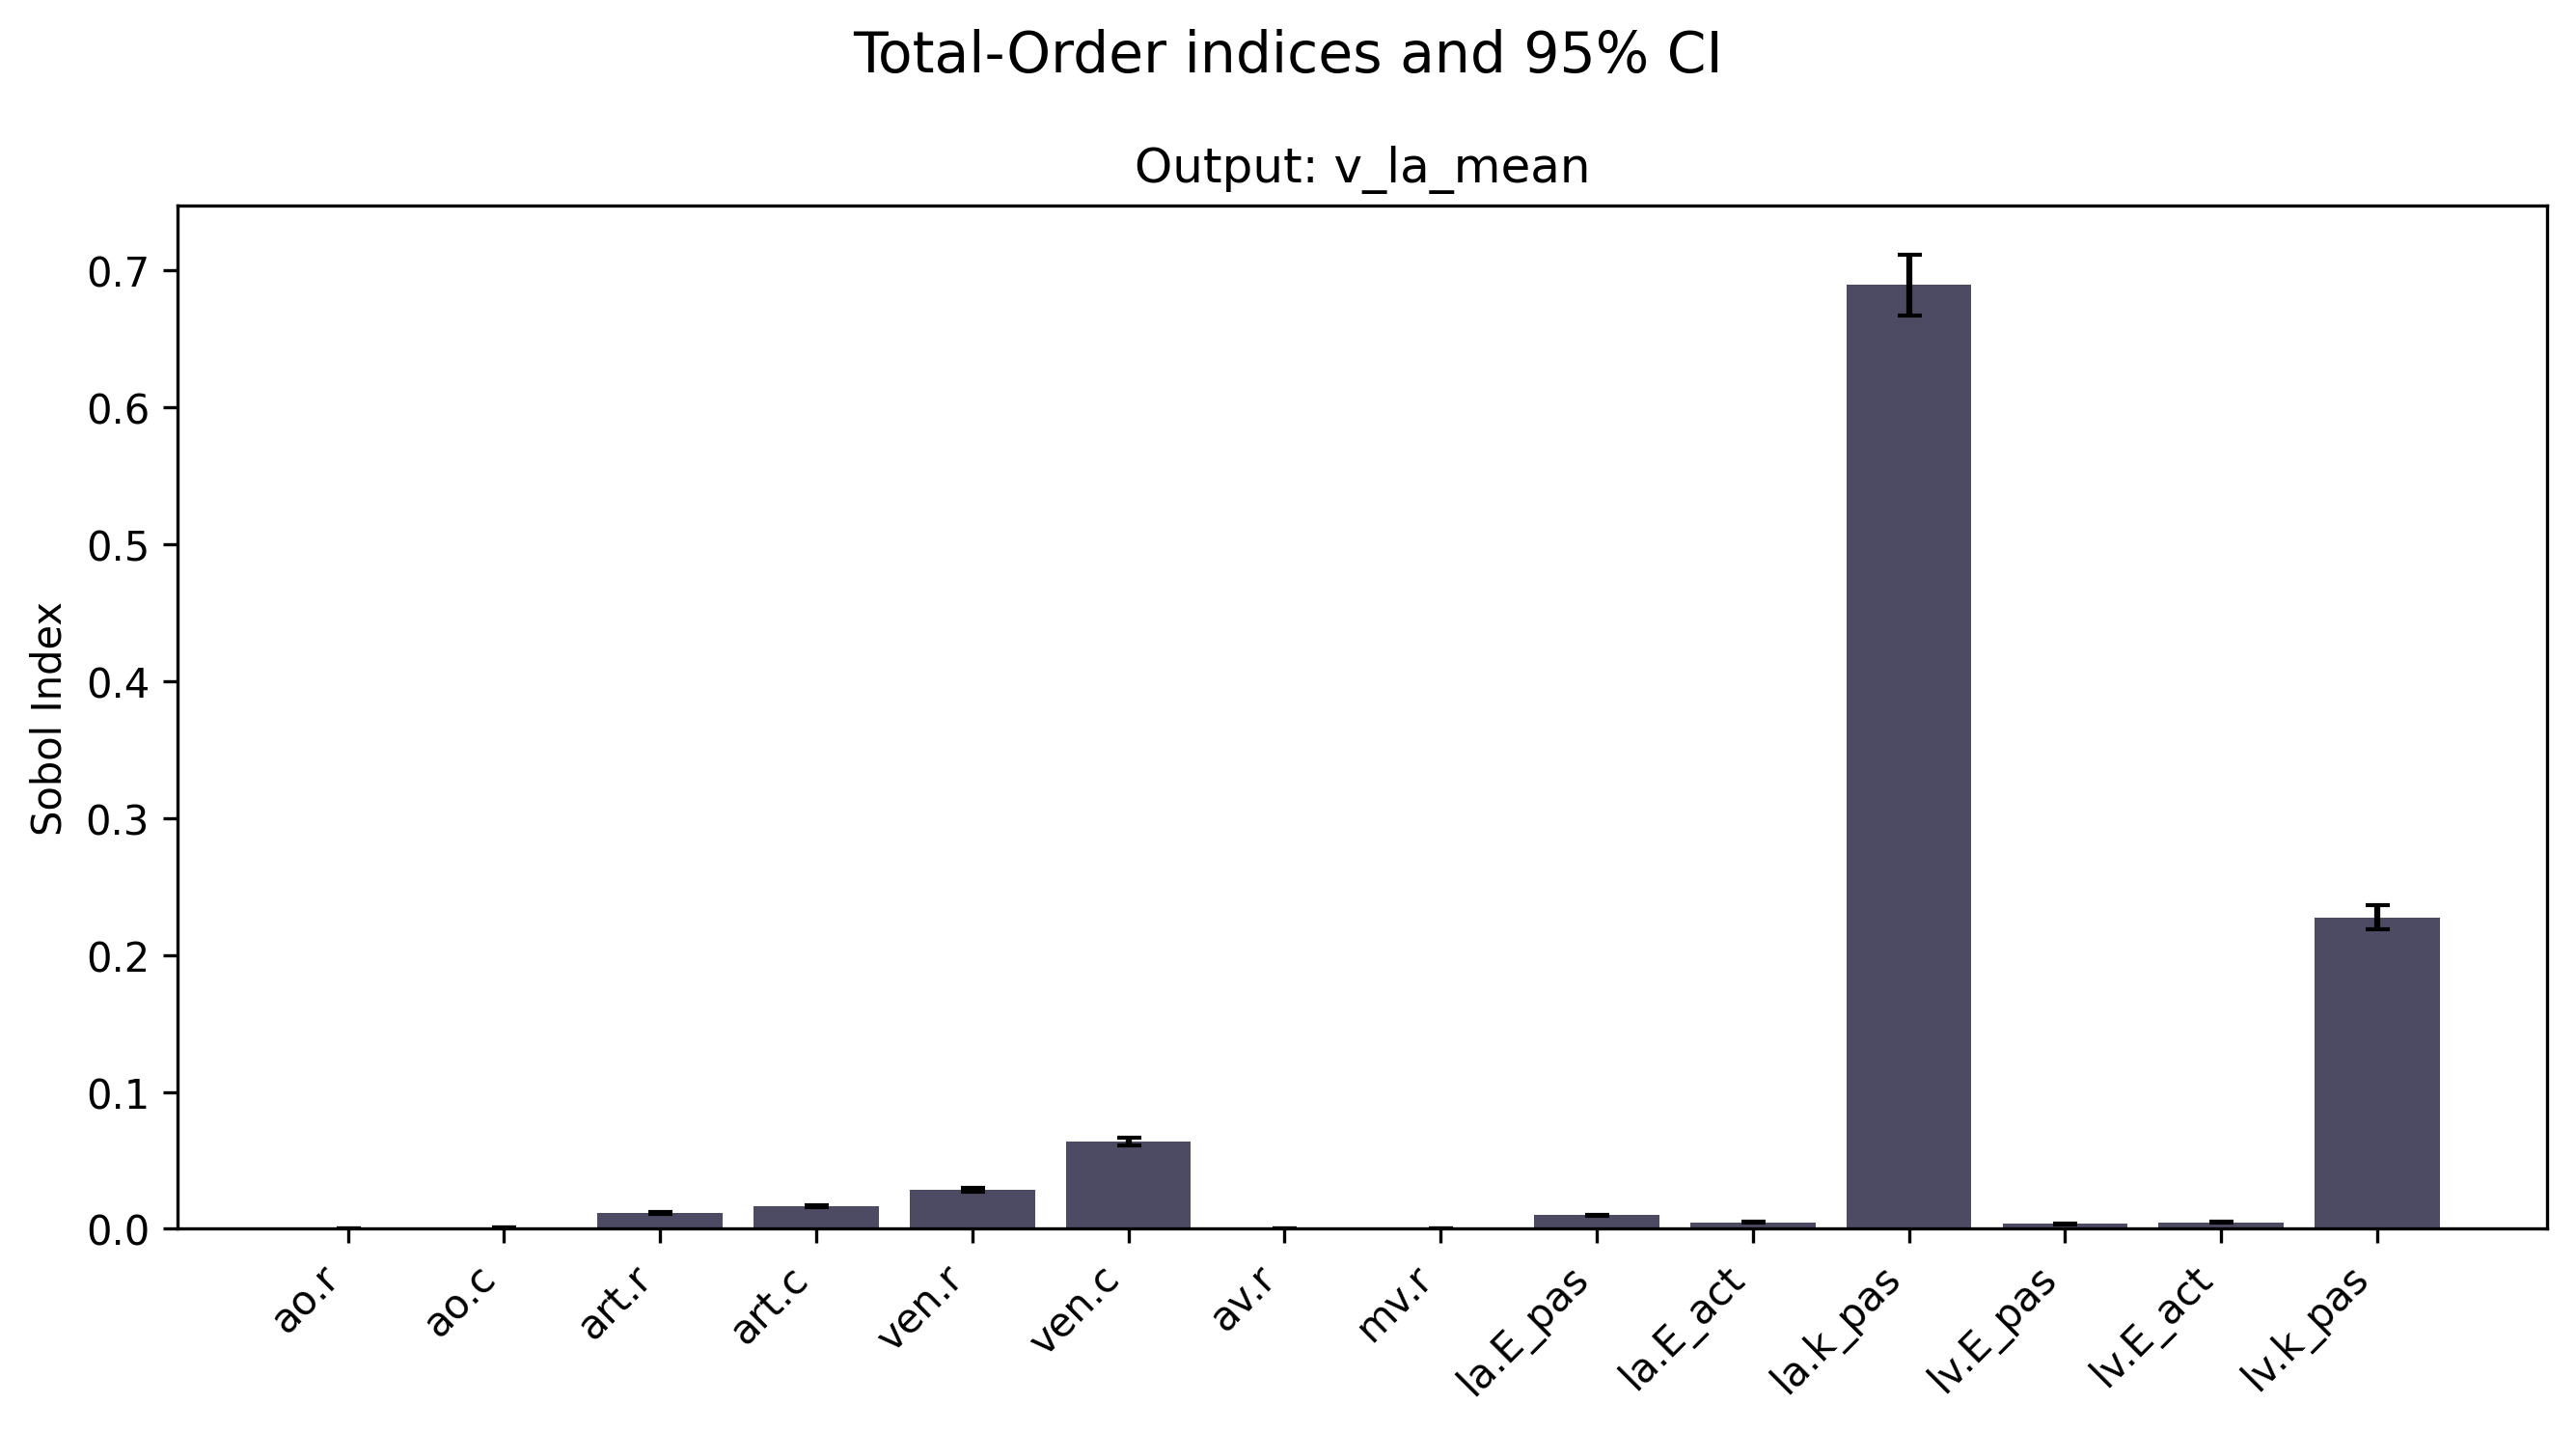 Total-Order indices and 95% CI
Output: v_la_mean
Sobol Index
0.7
0.6
0.5
0.4
0.3
0.2
0.1
0.0
ao.r
ao.c
art.r
art.c
ven.r
ven.c
av.r
mv.r
la.E_pas
la.E_act
la.k_pas
lv.E_pas
lv.E_act
lv.k_pas